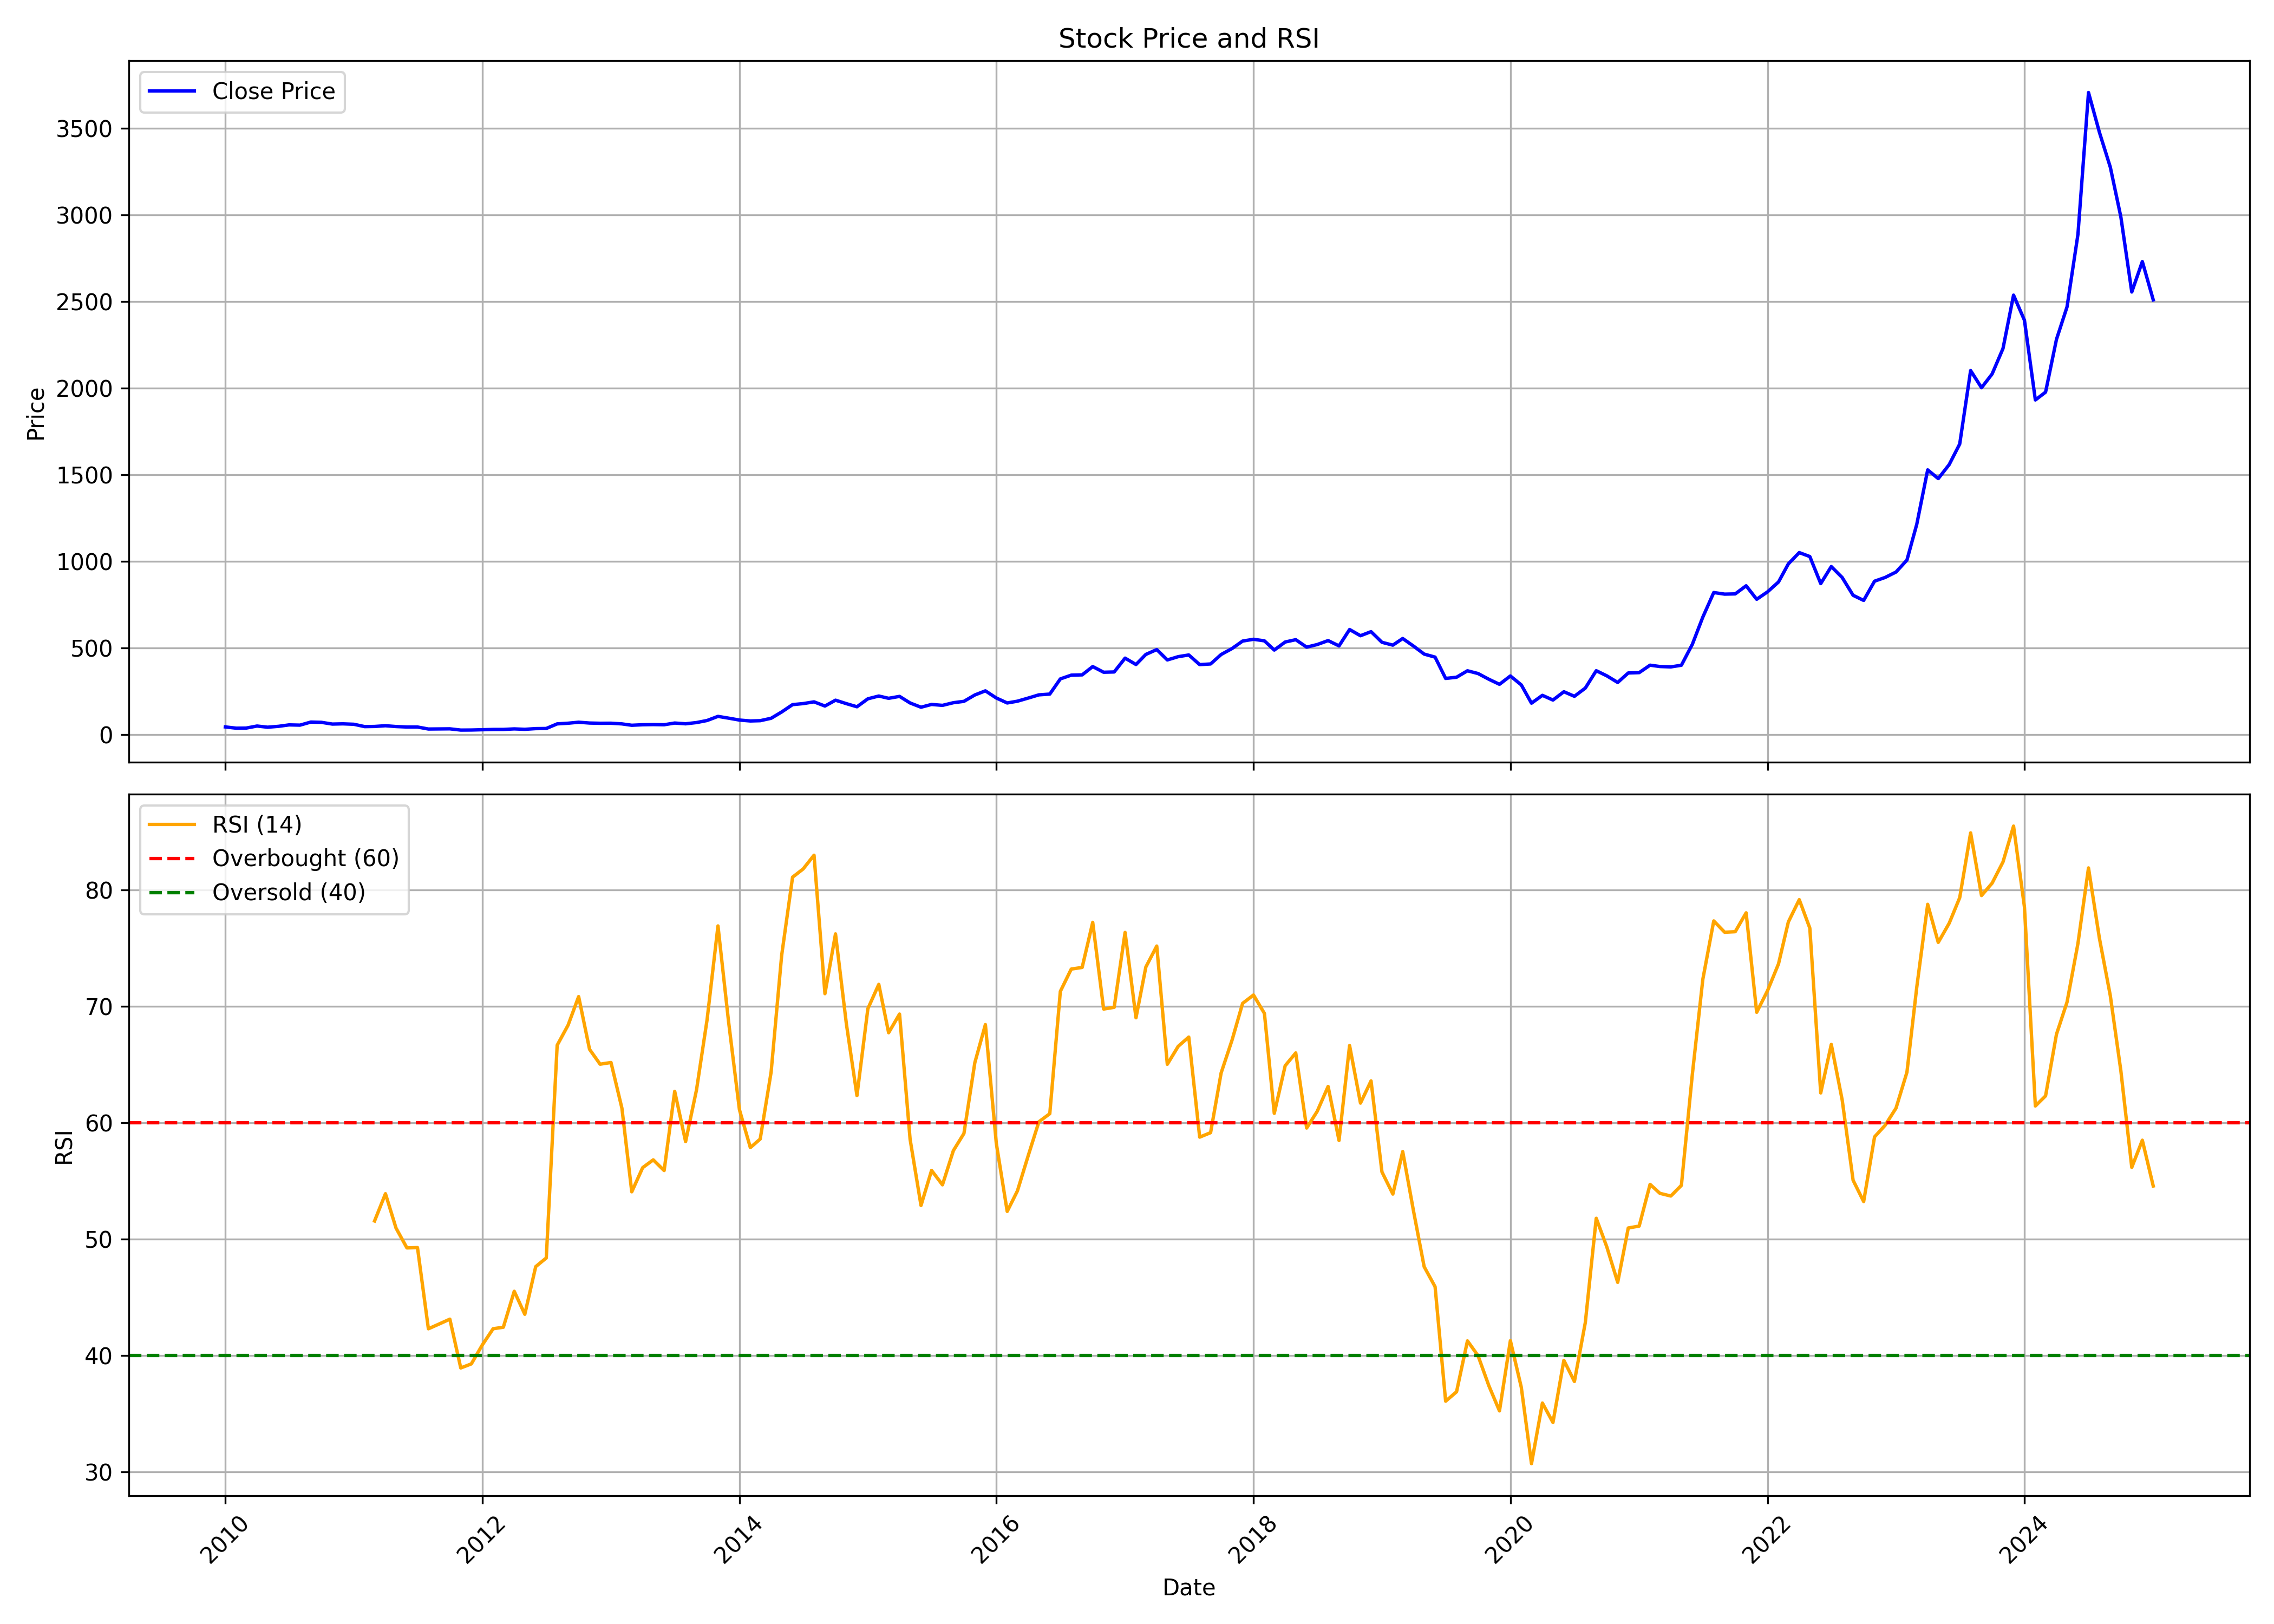 Stock Price and RSI
Close Price
Price
3500
3000
2500
2000
1500
1000
500
0
RSI (14)
Overbought (60)
Oversold (40)
RSI
80
70
60
50
40
30
2010
2012
2014
2016
2018
2020
2022
2024
Date